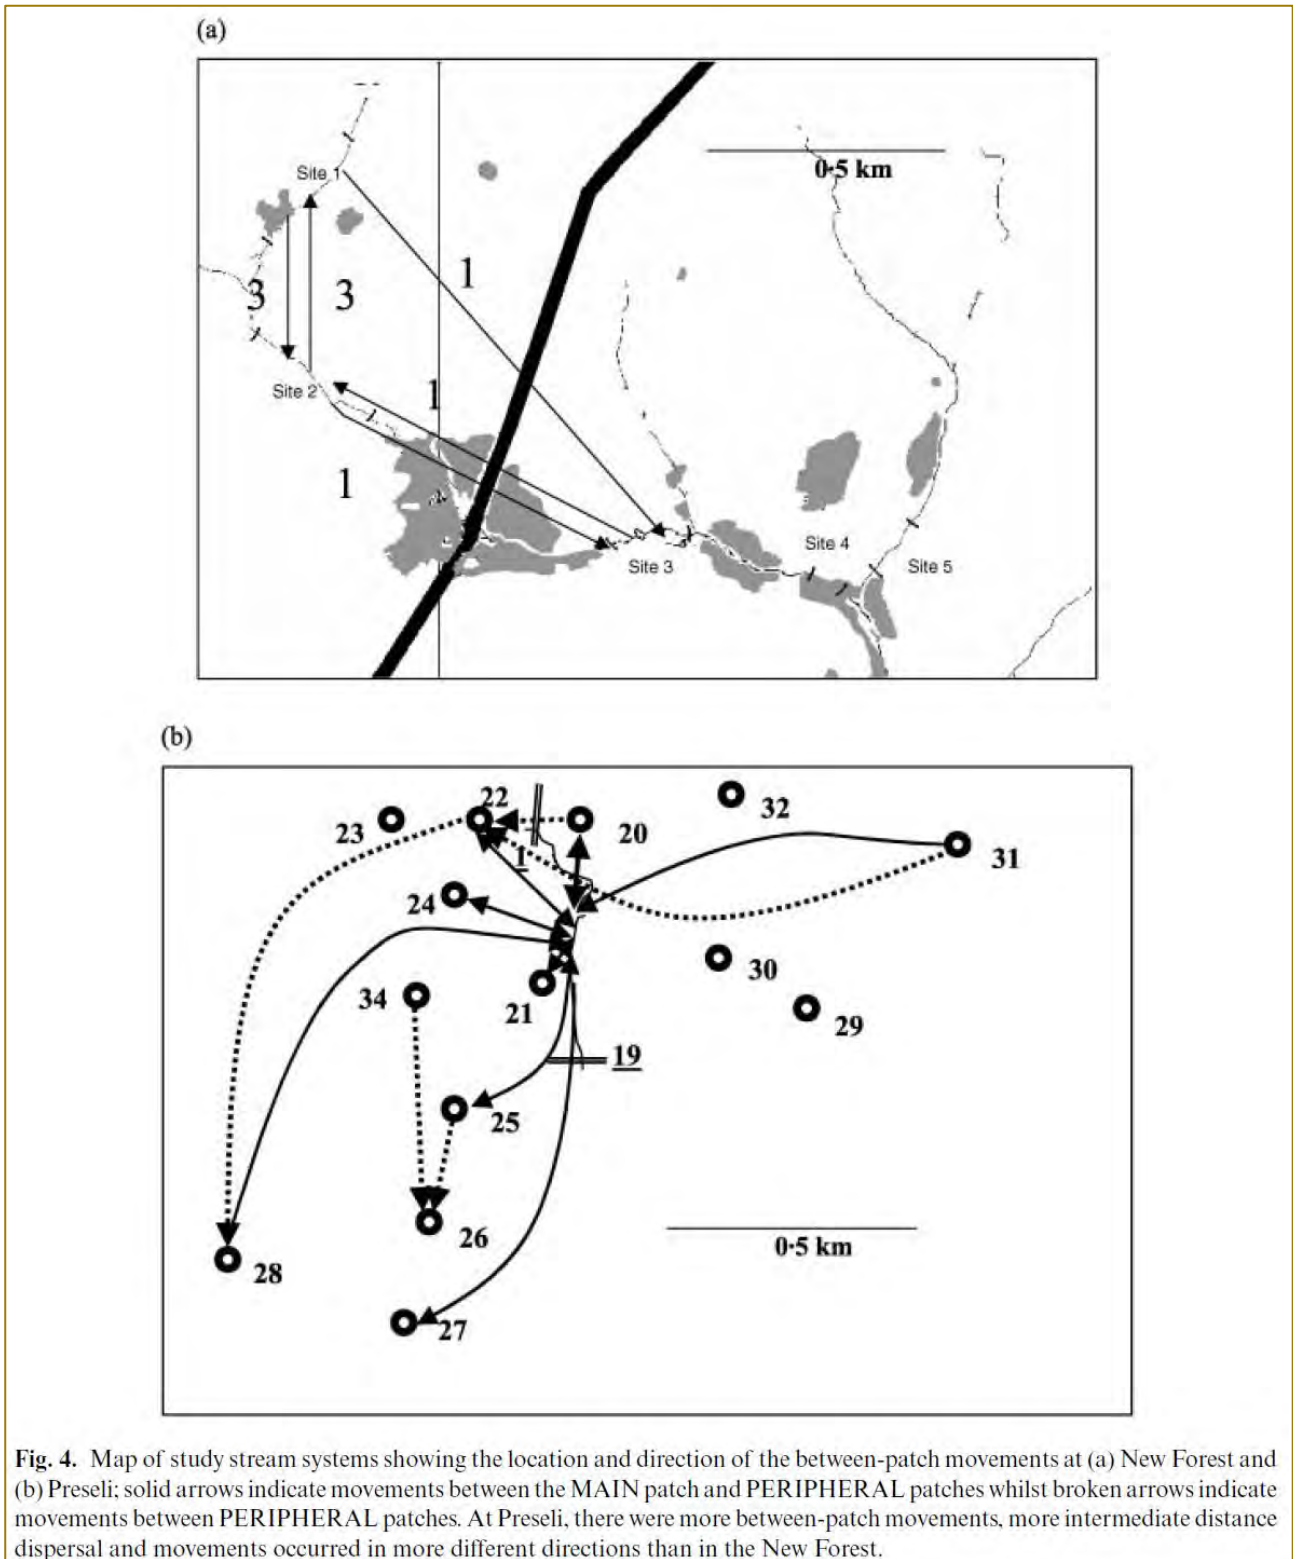 (a)
0·5 km
Site 1
1
3
3
1
Site 2
1
Site 4
Site 3
Site 5
(b)
22
32
23
20
1
31
24
30
34
21
29
19
25
26
0·5 km
28
27
Fig. 4. Map of study stream systems showing the location and direction of the between-patch movements at (a) New Forest and
(b) Preseli; solid arrows indicate movements between the MAIN patch and PERIPHERAL patches whilst broken arrows indicate
movements between PERIPHERAL patches. At Preseli, there were more between-patch movements, more intermediate distance
dispersal and movements occurred in more different directions than in the New Forest.